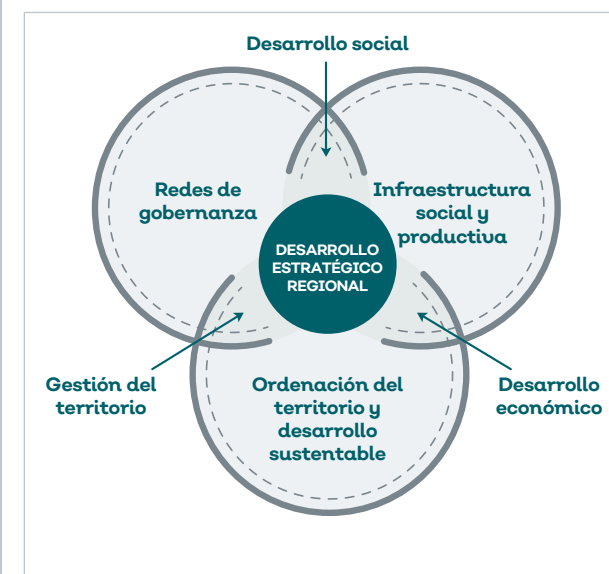 Desarrollo social
Redes de
gobernanza
Infraestructura
social y
productiva
DESARROLLO
ESTRATÉGICO
REGIONAL
Gestión del
territorio
Ordenación del
territorio y
desarrollo
sustentable
Desarrollo
económico